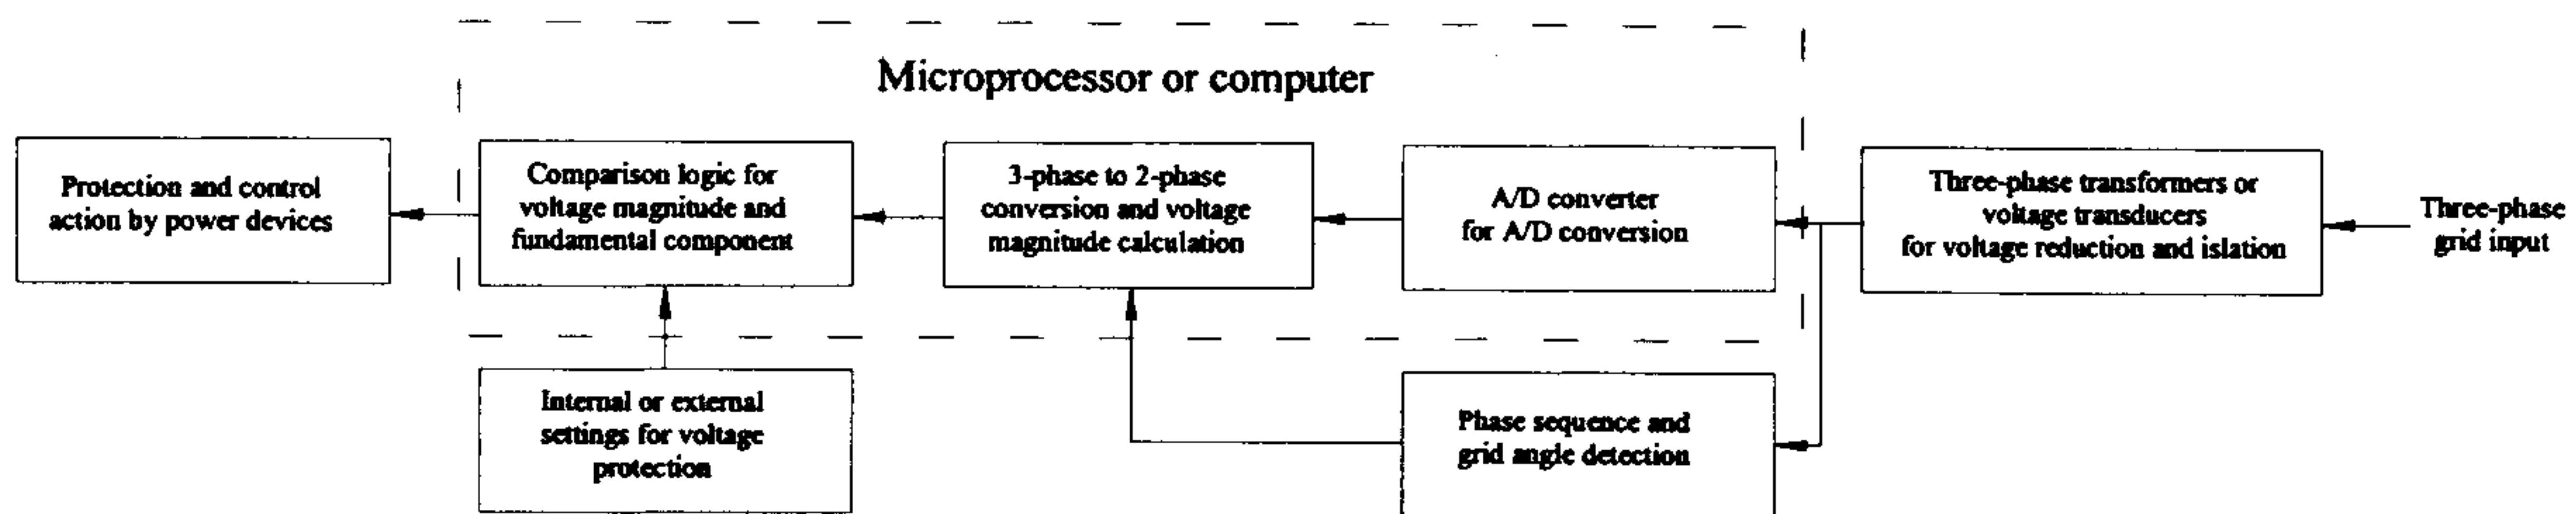 Microprocessor or computer
Protection and control
action by power devices
Comparison logic for
voltage magnitude and
fundamental component
3-phase to 2-phase
conversion and voltage
magnitude calculation
A/D converter
for A/D conversion
Three-phase transformers or
voltage transducers
for voltage reduction and islation
Three-phase
grid input
Internal or external
settings for voltage
protection
Phase sequence and
grid angle detection